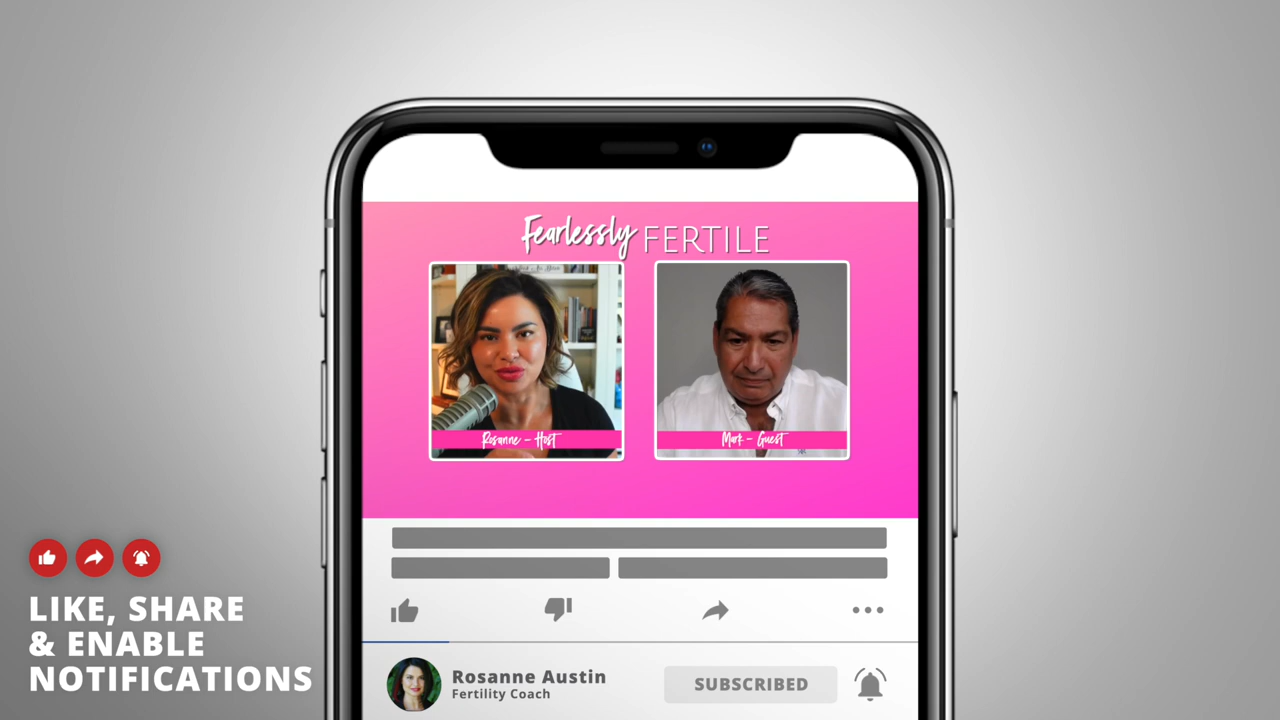 Fearlessly FERTILE
Rosanne - Host
Mark - Guest
LIKE, SHARE
& ENABLE
NOTIFICATIONS
Rosanne Austin
Fertility Coach
SUBSCRIBED